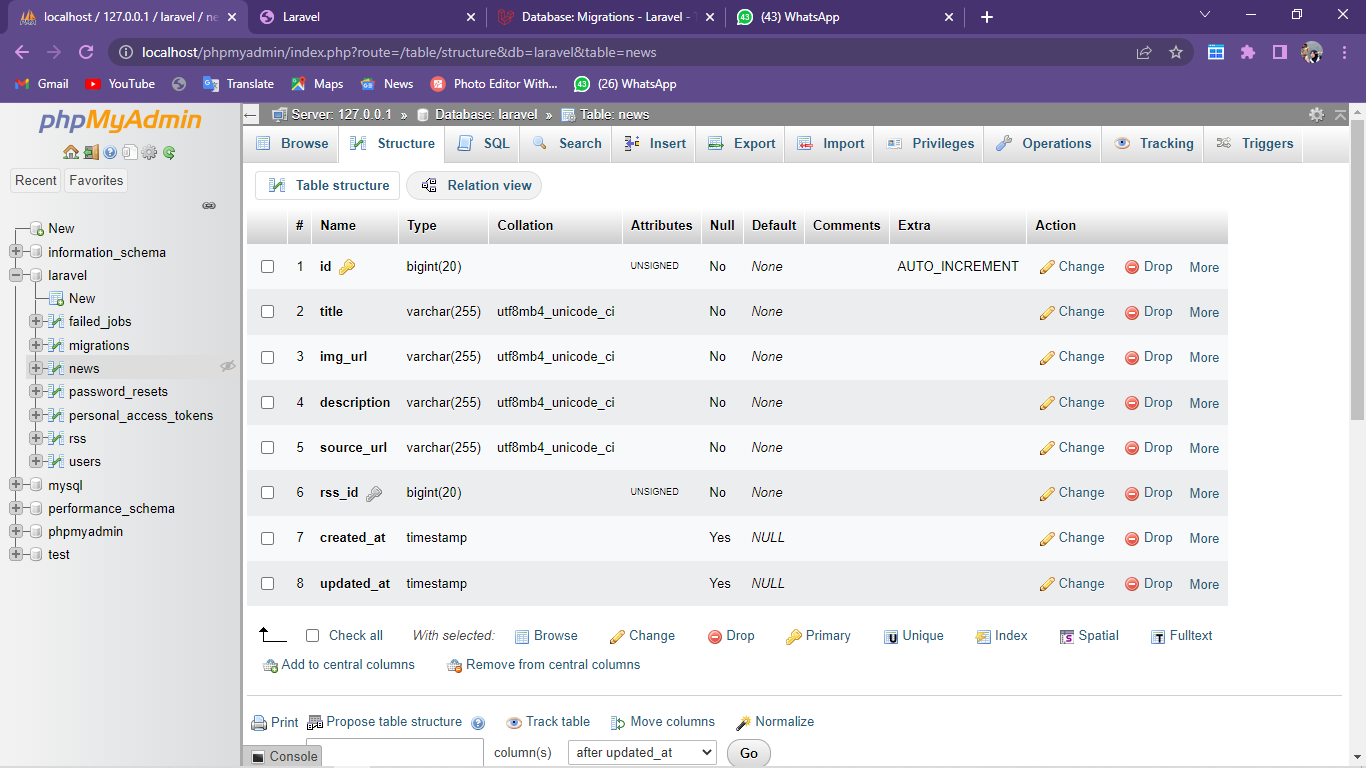 localhost / 127.0.0.1 / laravel / ne
Laravel
Database: Migrations - Laravel -
(43) WhatsApp
localhost/phpmyadmin/index.php?route=/table/structure&db=laravel&table=news
Gmail
YouTube
Translate
Maps
News
Photo Editor With...
43
(26) WhatsApp
phpMyAdmin
Recent
Favorites
New
information_schema
laravel
New
failed_jobs
migrations
news
password_resets
personal_access_tokens
rss
users
mysql
performance_schema
phpmyadmin
test
Server: 127.0.0.1 » Database: laravel » Table: news
Browse Structure SQL Search Insert Export Import Privileges Operations Tracking Triggers
Table structure Relation view
# Name Type Collation Attributes Null Default Comments Extra Action
1 id bigint(20) UNSIGNED No None AUTO_INCREMENT Change Drop More
2 title varchar(255) utf8mb4_unicode_ci No None Change Drop More
3 img_url varchar(255) utf8mb4_unicode_ci No None Change Drop More
4 description varchar(255) utf8mb4_unicode_ci No None Change Drop More
5 source_url varchar(255) utf8mb4_unicode_ci No None Change Drop More
6 rss_id bigint(20) UNSIGNED No None Change Drop More
7 created_at timestamp Yes NULL Change Drop More
8 updated_at timestamp Yes NULL Change Drop More
Check all With selected: Browse Change Drop Primary Unique Index Spatial Fulltext
Add to central columns Remove from central columns
Print Propose table structure Track table Move columns Normalize
column(s) after updated_at Go
Console